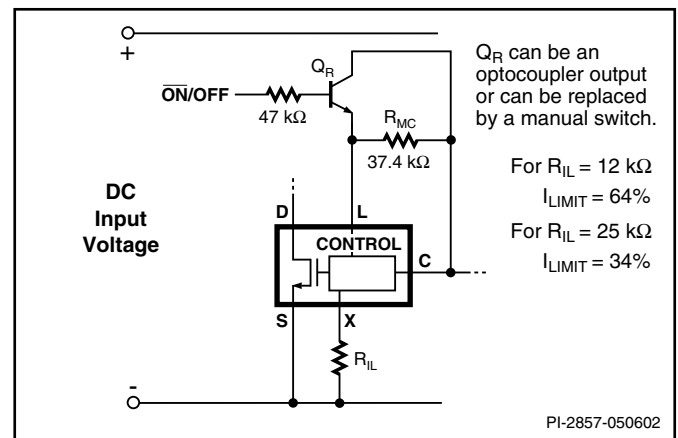 +
Q_R
ON/OFF
47 kΩ
R_MC
37.4 kΩ
Q_R can be an
optocoupler output
or can be replaced
by a manual switch.
For R_IL = 12 kΩ
I_LIMIT = 64%
For R_IL = 25 kΩ
I_LIMIT = 34%
DC
Input
Voltage
D
L
CONTROL
C
S
X
R_IL
-
PI-2857-050602